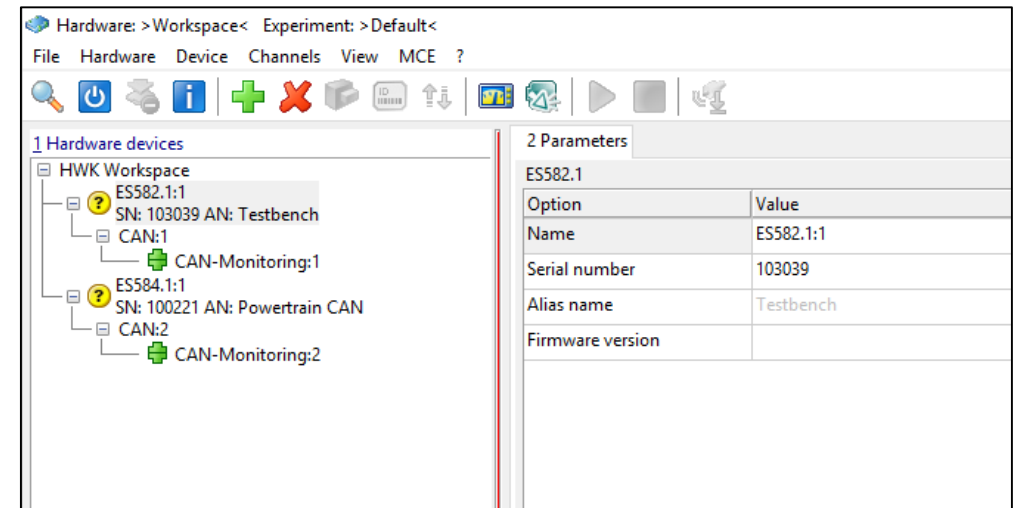 Hardware: >Workspace< Experiment: >Default<
File Hardware Device Channels View MCE ?
1 Hardware devices
HWK Workspace
ES582.1:1
SN: 103039 AN: Testbench
CAN:1
CAN-Monitoring:1
ES584.1:1
SN: 100221 AN: Powertrain CAN
CAN:2
CAN-Monitoring:2
2 Parameters
ES582.1
Option Value
Name ES582.1:1
Serial number 103039
Alias name Testbench
Firmware version